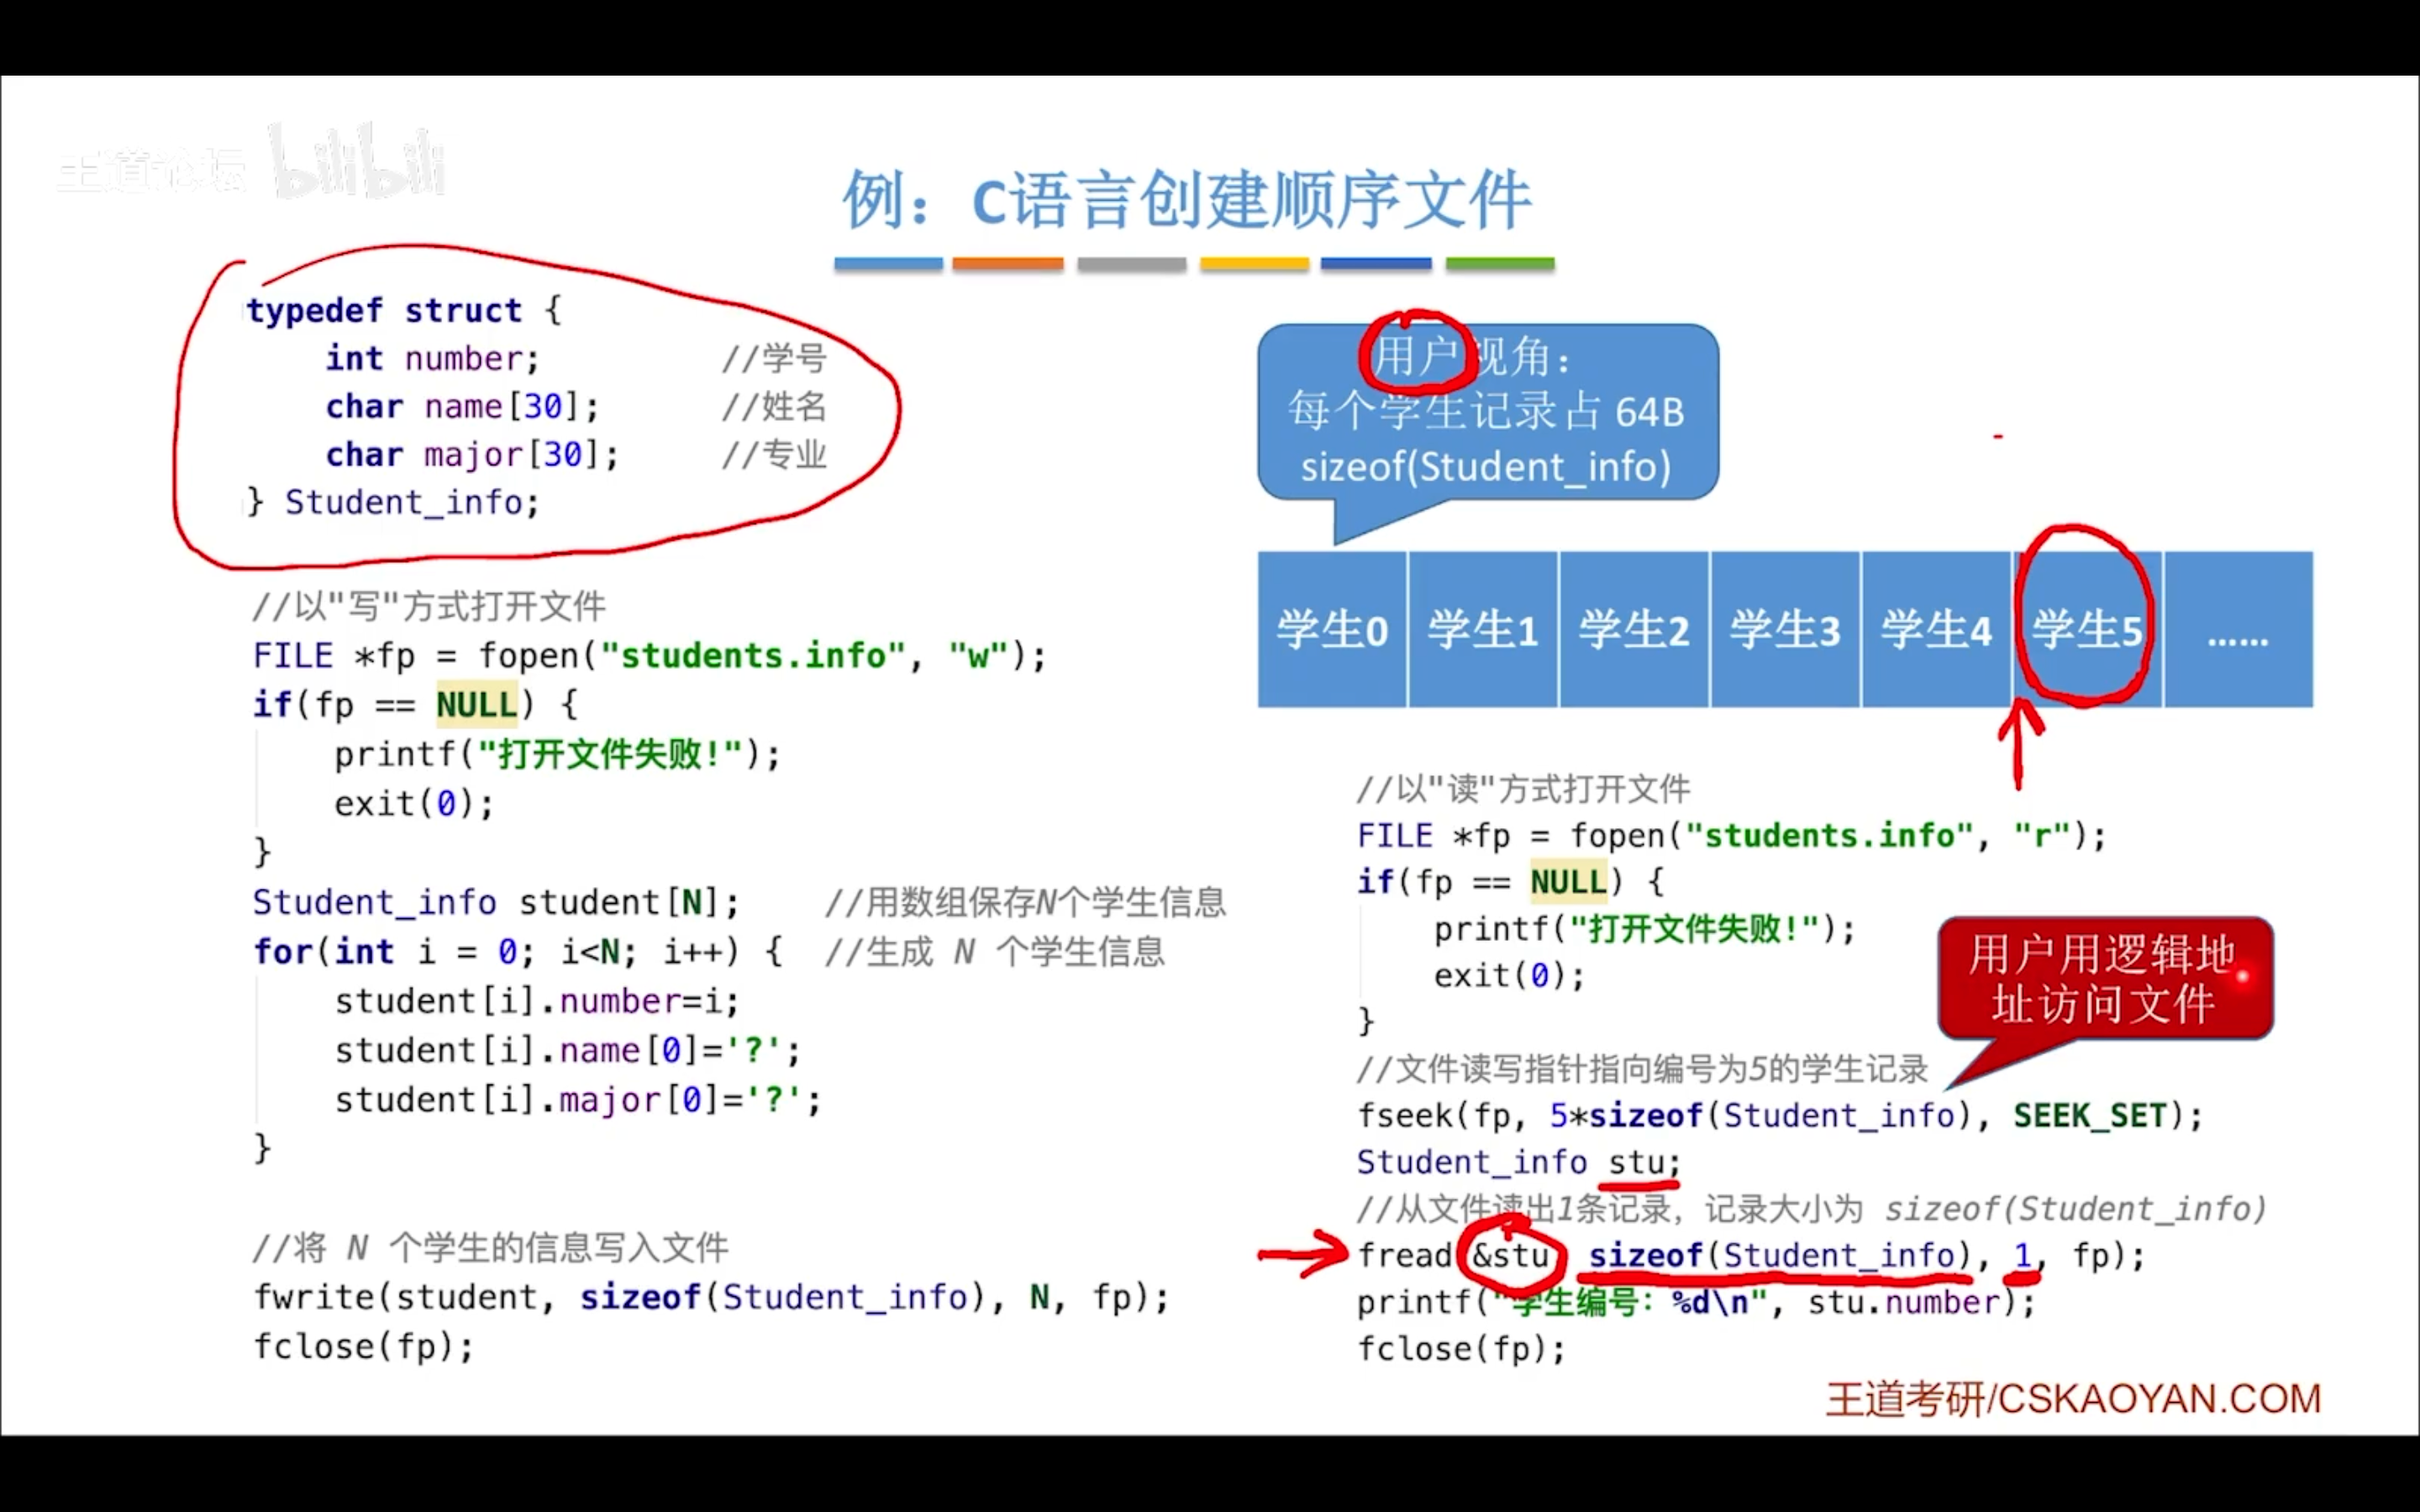 王道论坛 bilibili
例：C语言创建顺序文件
typedef struct {
    int number;         //学号
    char name[30];      //姓名
    char major[30];     //专业
} Student_info;
//以"写"方式打开文件
FILE *fp = fopen("students.info", "w");
if(fp == NULL) {
    printf("打开文件失败!");
    exit(0);
}
Student_info student[N];    //用数组保存N个学生信息
for(int i = 0; i<N; i++) {  //生成 N 个学生信息
    student[i].number=i;
    student[i].name[0]='?';
    student[i].major[0]='?';
}
//将 N 个学生的信息写入文件
fwrite(student, sizeof(Student_info), N, fp);
fclose(fp);
用户视角：
每个学生记录占 64B
sizeof(Student_info)
学生0 学生1 学生2 学生3 学生4 学生5 ……
//以"读"方式打开文件
FILE *fp = fopen("students.info", "r");
if(fp == NULL) {
    printf("打开文件失败!");
    exit(0);
}
用户用逻辑地
址访问文件
//文件读写指针指向编号为5的学生记录
fseek(fp, 5*sizeof(Student_info), SEEK_SET);
Student_info stu;
//从文件读出1条记录，记录大小为 sizeof(Student_info)
fread &stu sizeof(Student_info), 1, fp);
printf("学生编号：%d\n", stu.number);
fclose(fp);
王道考研/CSKAOYAN.COM